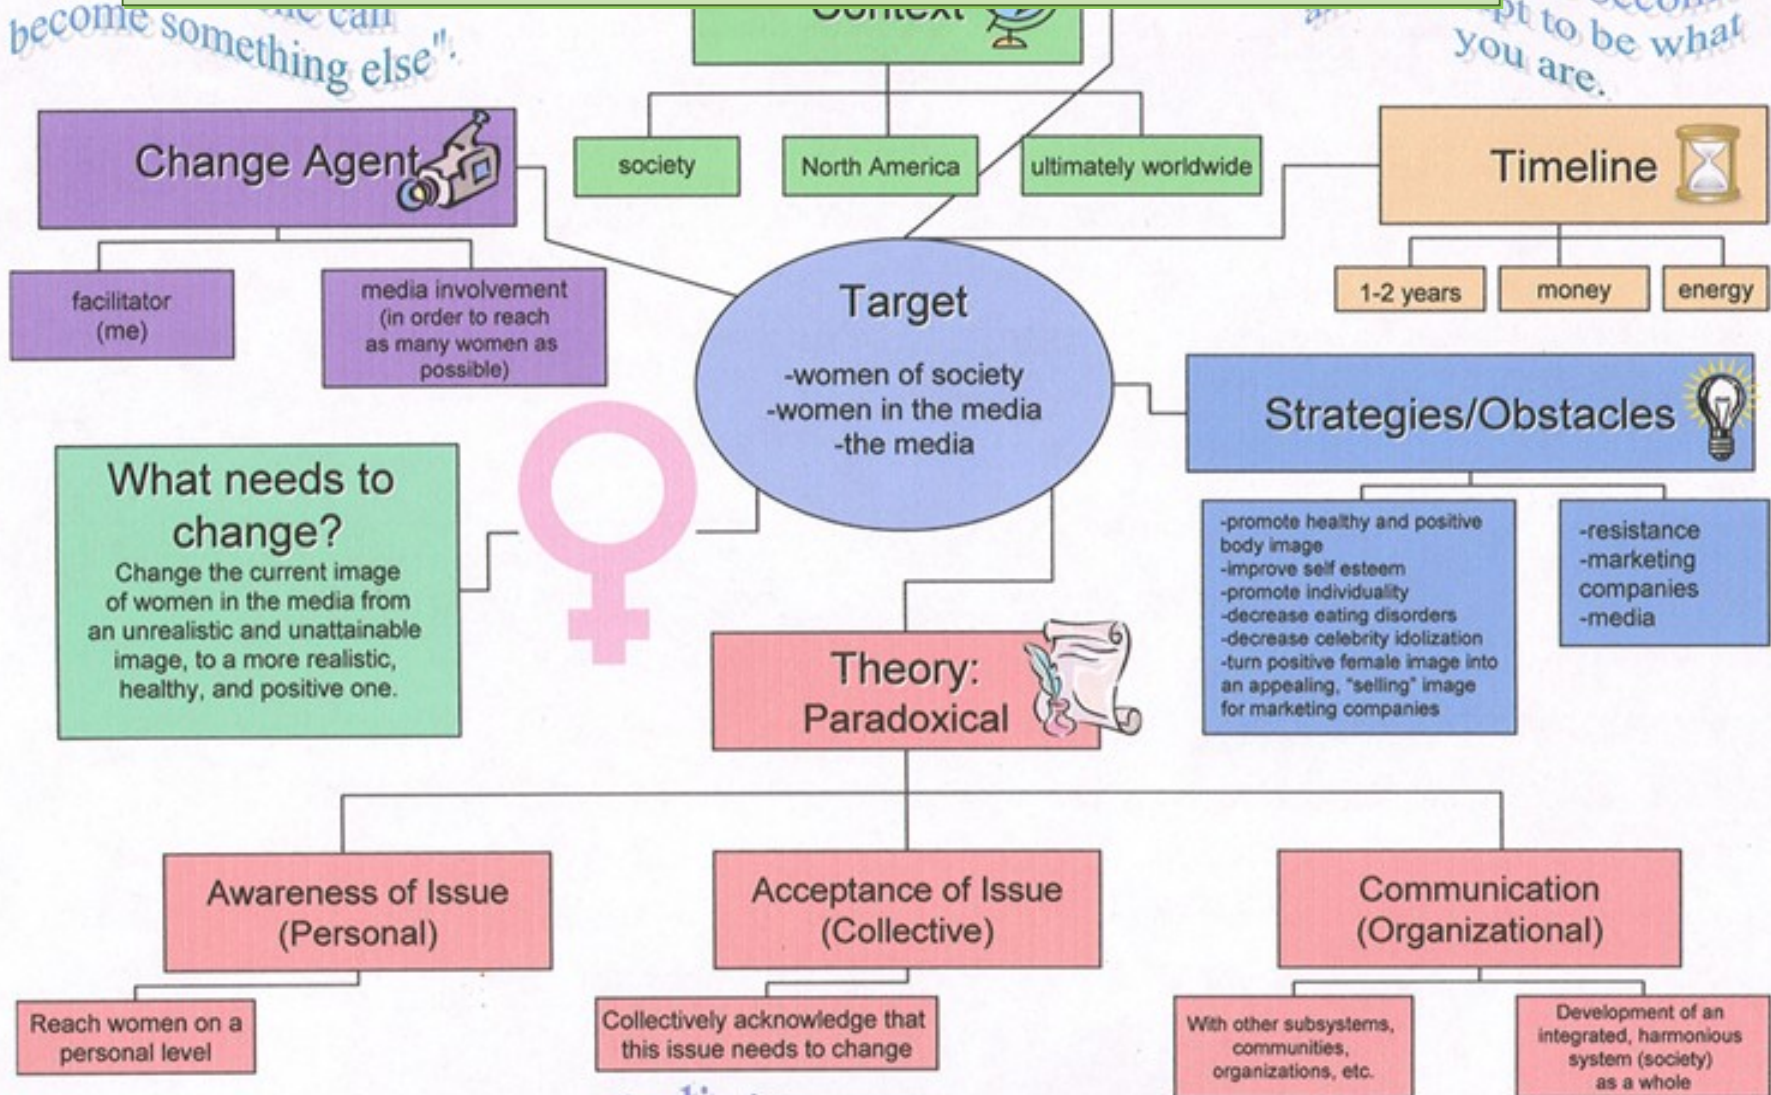 can
become something else".
Context
to be what
you are.
Change Agent
society
North America
ultimately worldwide
Timeline
facilitator
(me)
media involvement
(in order to reach
as many women as
possible)
1-2 years
money
energy
Target
-women of society
-women in the media
-the media
Strategies/Obstacles
-promote healthy and positive
body image
-improve self esteem
-promote individuality
-decrease eating disorders
-decrease celebrity idolization
-turn positive female image into
an appealing, "selling" image
for marketing companies
-resistance
-marketing
companies
-media
What needs to
change?
Change the current image
of women in the media from
an unrealistic and unattainable
image, to a more realistic,
healthy, and positive one.
Theory:
Paradoxical
Awareness of Issue
(Personal)
Acceptance of Issue
(Collective)
Communication
(Organizational)
Reach women on a
personal level
Collectively acknowledge that
this issue needs to change
With other subsystems,
communities,
organizations, etc.
Development of an
integrated, harmonious
system (society)
as a whole